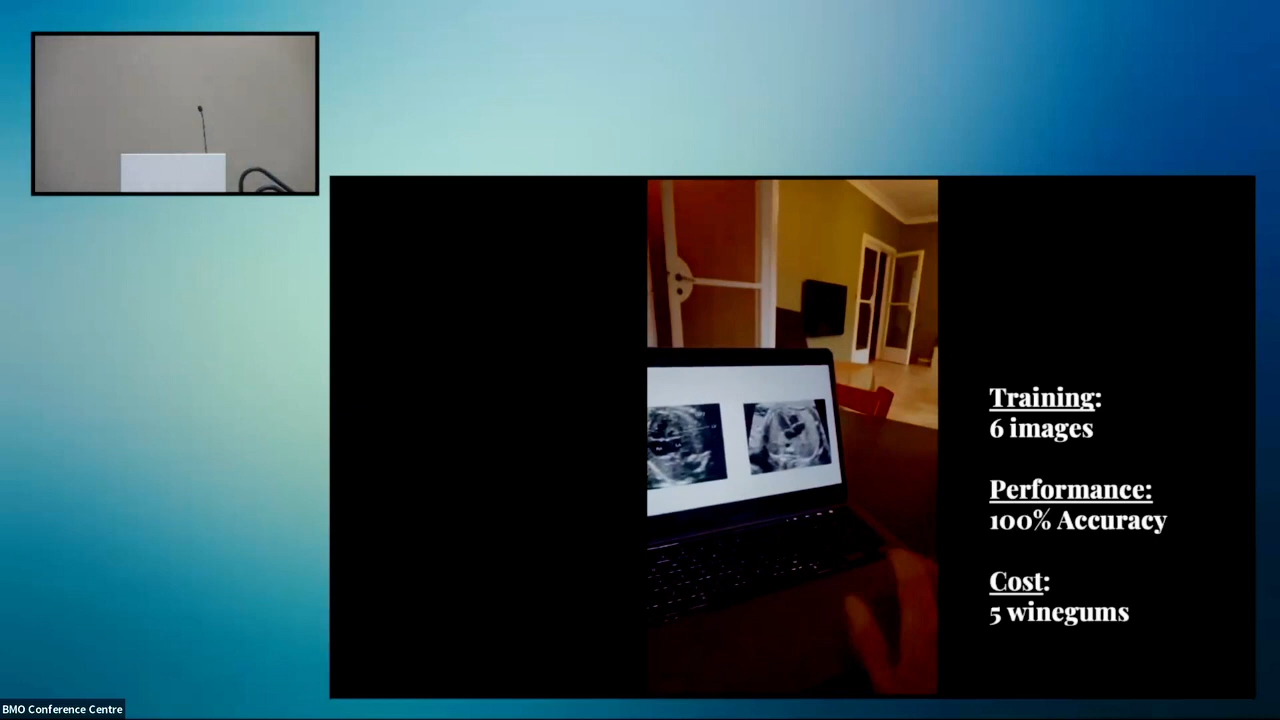 Training:
6 images
Performance:
100% Accuracy
Cost:
5 winegums
BMO Conference Centre